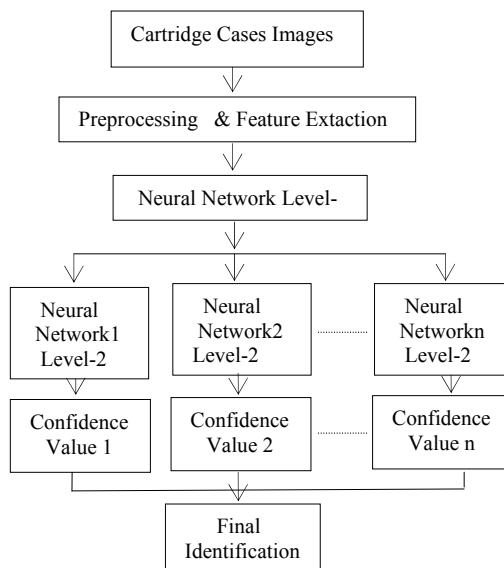 Cartridge Cases Images
Preprocessing & Feature Extaction
Neural Network Level-
Neural
Network1
Level-2
Neural
Network2
Level-2
Neural
Networkn
Level-2
Confidence
Value 1
Confidence
Value 2
Confidence
Value n
Final
Identification